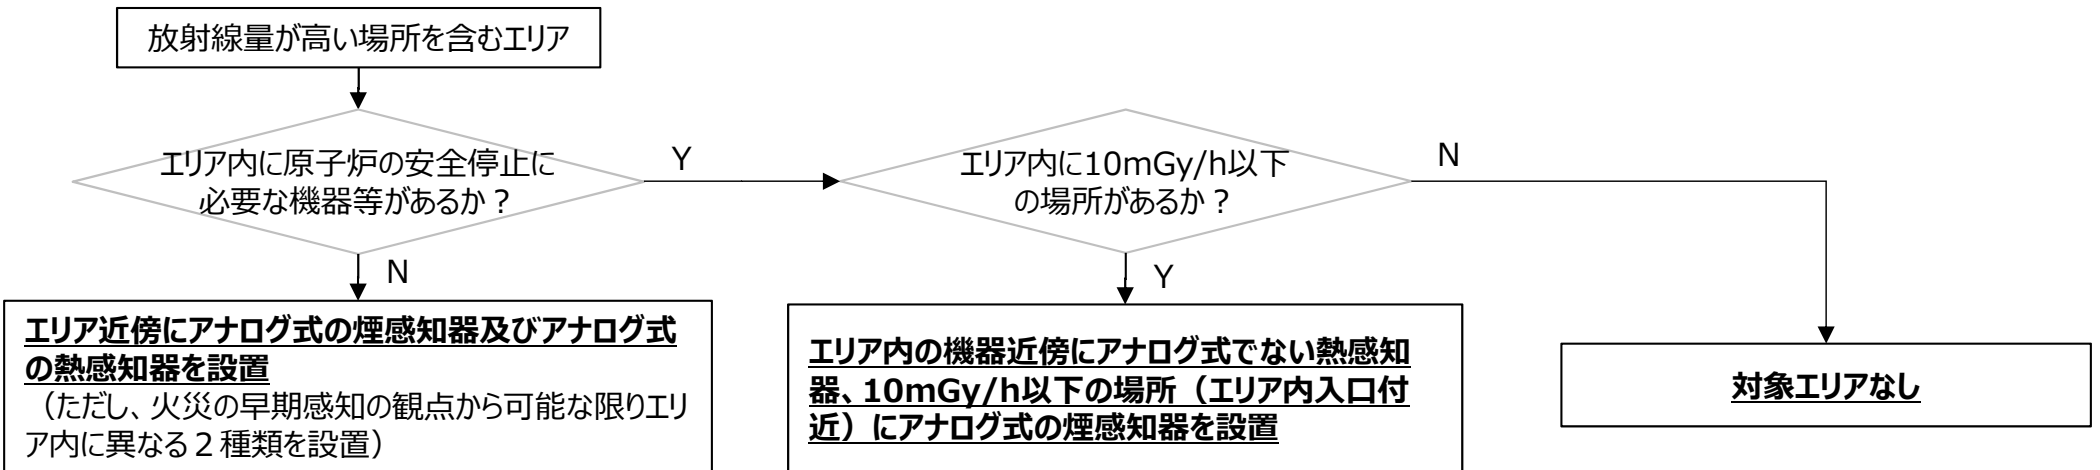 放射線量が高い場所を含むエリア
エリア内に原子炉の安全停止に
必要な機器等があるか？
Y
エリア内に10mGy/h以下
の場所があるか？
N
N
Y
エリア近傍にアナログ式の煙感知器及びアナログ式
の熱感知器を設置
（ただし、火災の早期感知の観点から可能な限りエリ
ア内に異なる２種類を設置）
エリア内の機器近傍にアナログ式でない熱感知
器、10mGy/h以下の場所（エリア内入口付
近）にアナログ式の煙感知器を設置
対象エリアなし